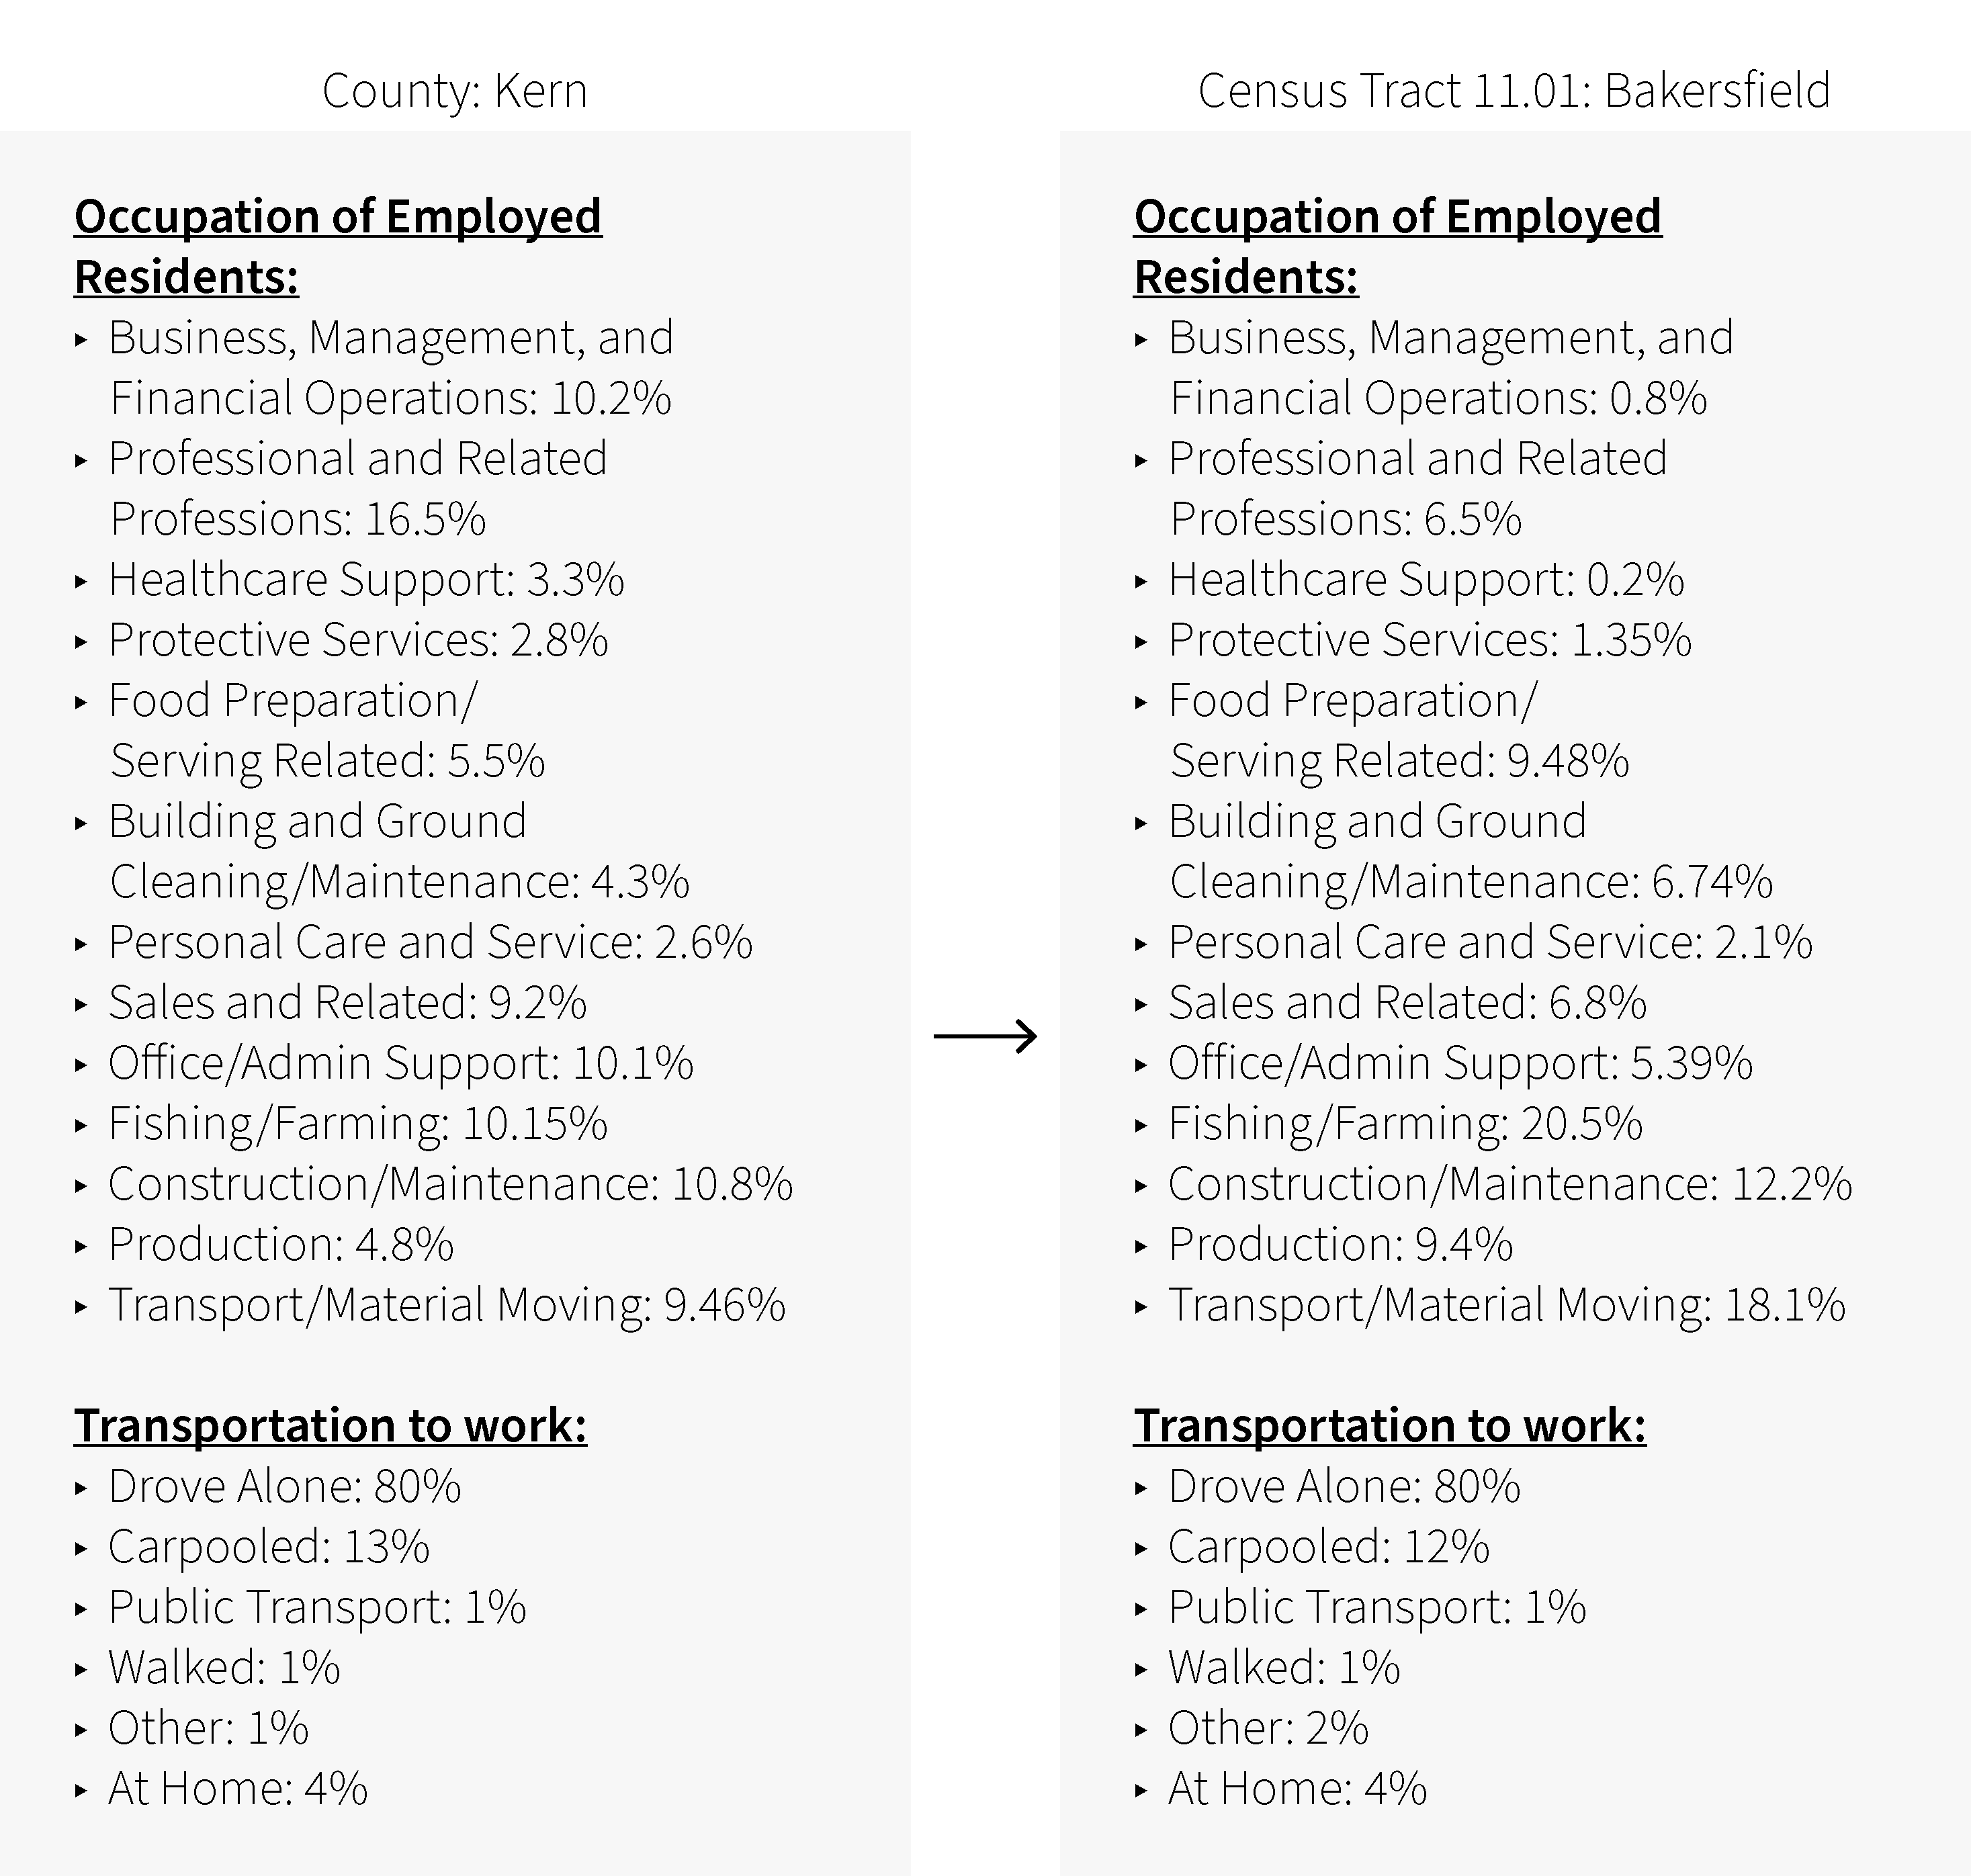 County: Kern
Occupation of Employed
Residents:
‣ Business, Management, and
Financial Operations: 10.2%
‣ Professional and Related
Professions: 16.5%
‣ Healthcare Support: 3.3%
‣ Protective Services: 2.8%
‣ Food Preparation/
Serving Related: 5.5%
‣ Building and Ground
Cleaning/Maintenance: 4.3%
‣ Personal Care and Service: 2.6%
‣ Sales and Related: 9.2%
‣ Office/Admin Support: 10.1%
‣ Fishing/Farming: 10.15%
‣ Construction/Maintenance: 10.8%
‣ Production: 4.8%
‣ Transport/Material Moving: 9.46%
Transportation to work:
‣ Drove Alone: 80%
‣ Carpooled: 13%
‣ Public Transport: 1%
‣ Walked: 1%
‣ Other: 1%
‣ At Home: 4%
Census Tract 11.01: Bakersfield
Occupation of Employed
Residents:
‣ Business, Management, and
Financial Operations: 0.8%
‣ Professional and Related
Professions: 6.5%
‣ Healthcare Support: 0.2%
‣ Protective Services: 1.35%
‣ Food Preparation/
Serving Related: 9.48%
‣ Building and Ground
Cleaning/Maintenance: 6.74%
‣ Personal Care and Service: 2.1%
‣ Sales and Related: 6.8%
‣ Office/Admin Support: 5.39%
‣ Fishing/Farming: 20.5%
‣ Construction/Maintenance: 12.2%
‣ Production: 9.4%
‣ Transport/Material Moving: 18.1%
Transportation to work:
‣ Drove Alone: 80%
‣ Carpooled: 12%
‣ Public Transport: 1%
‣ Walked: 1%
‣ Other: 2%
‣ At Home: 4%